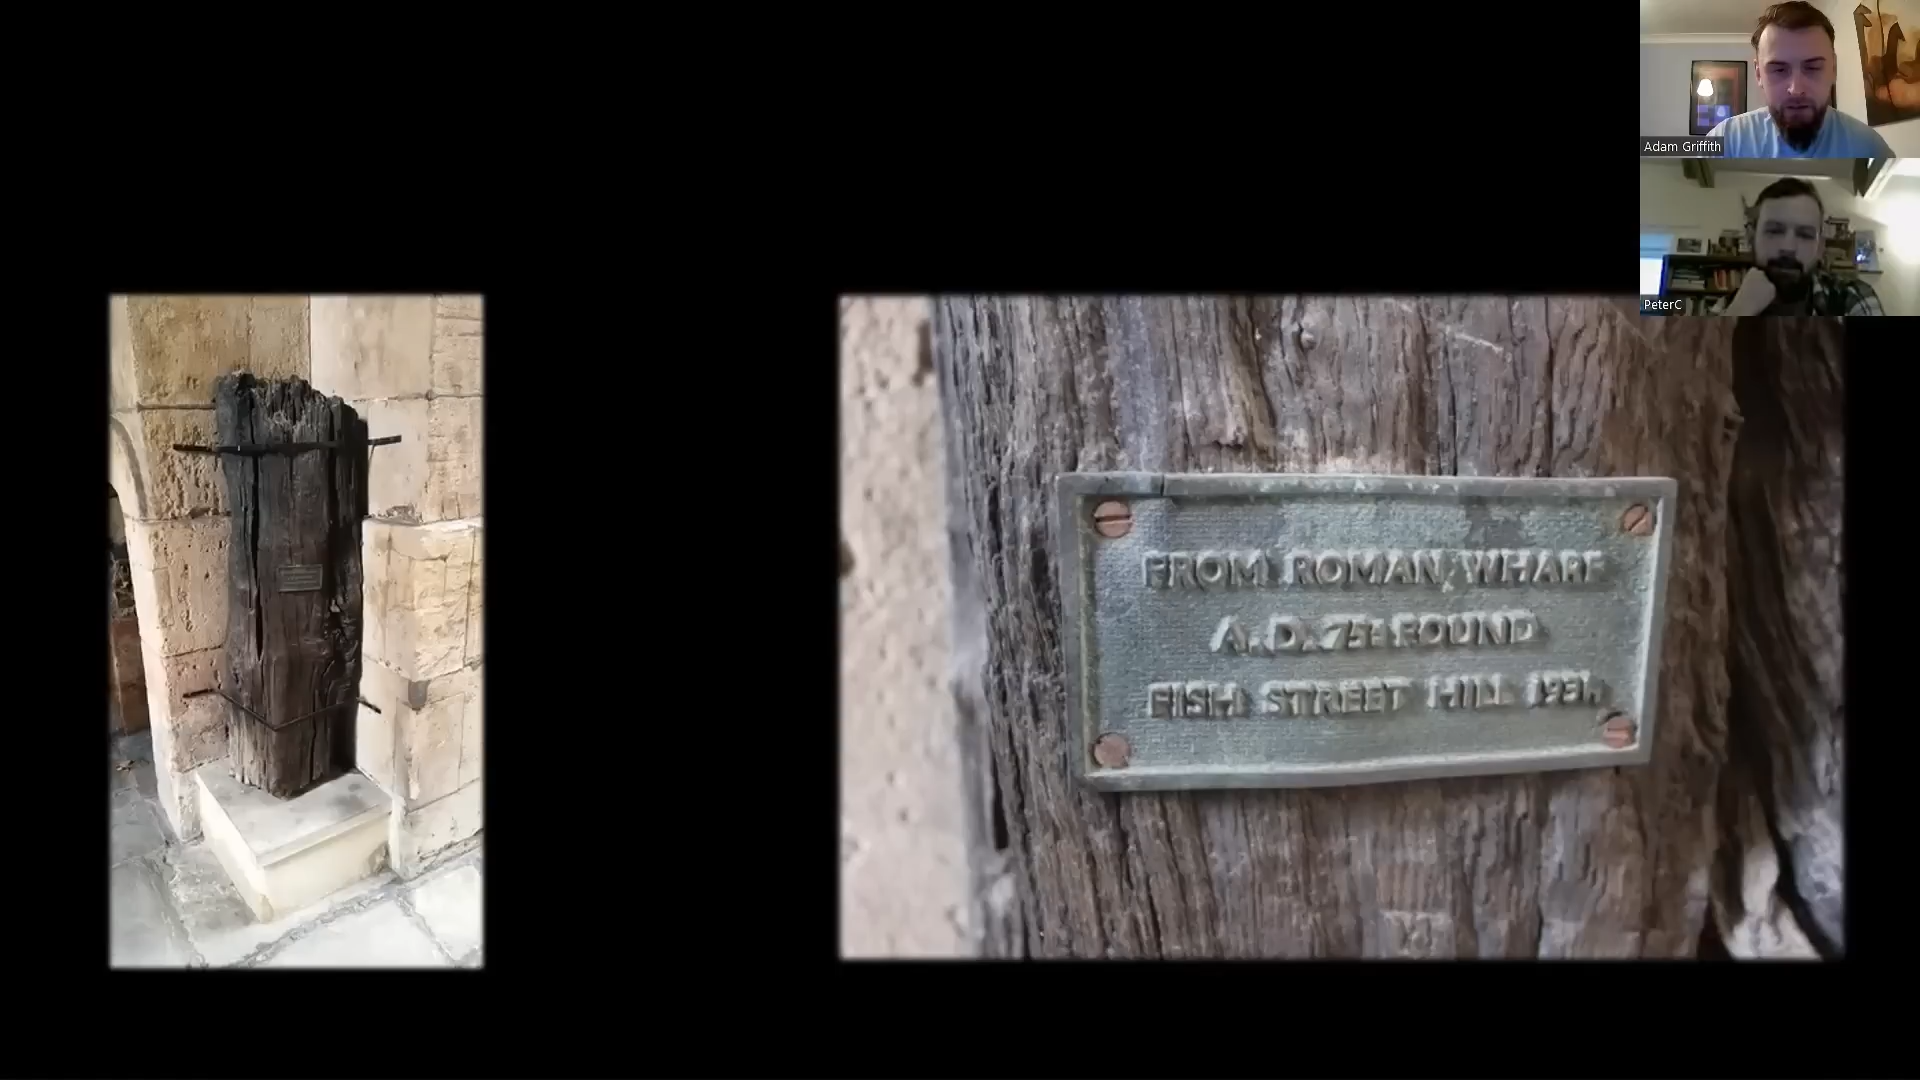 Adam Griffith
PeterC
FROM ROMAN WHARF
A.D. 75: FOUND
FISH STREET HILL 1931.